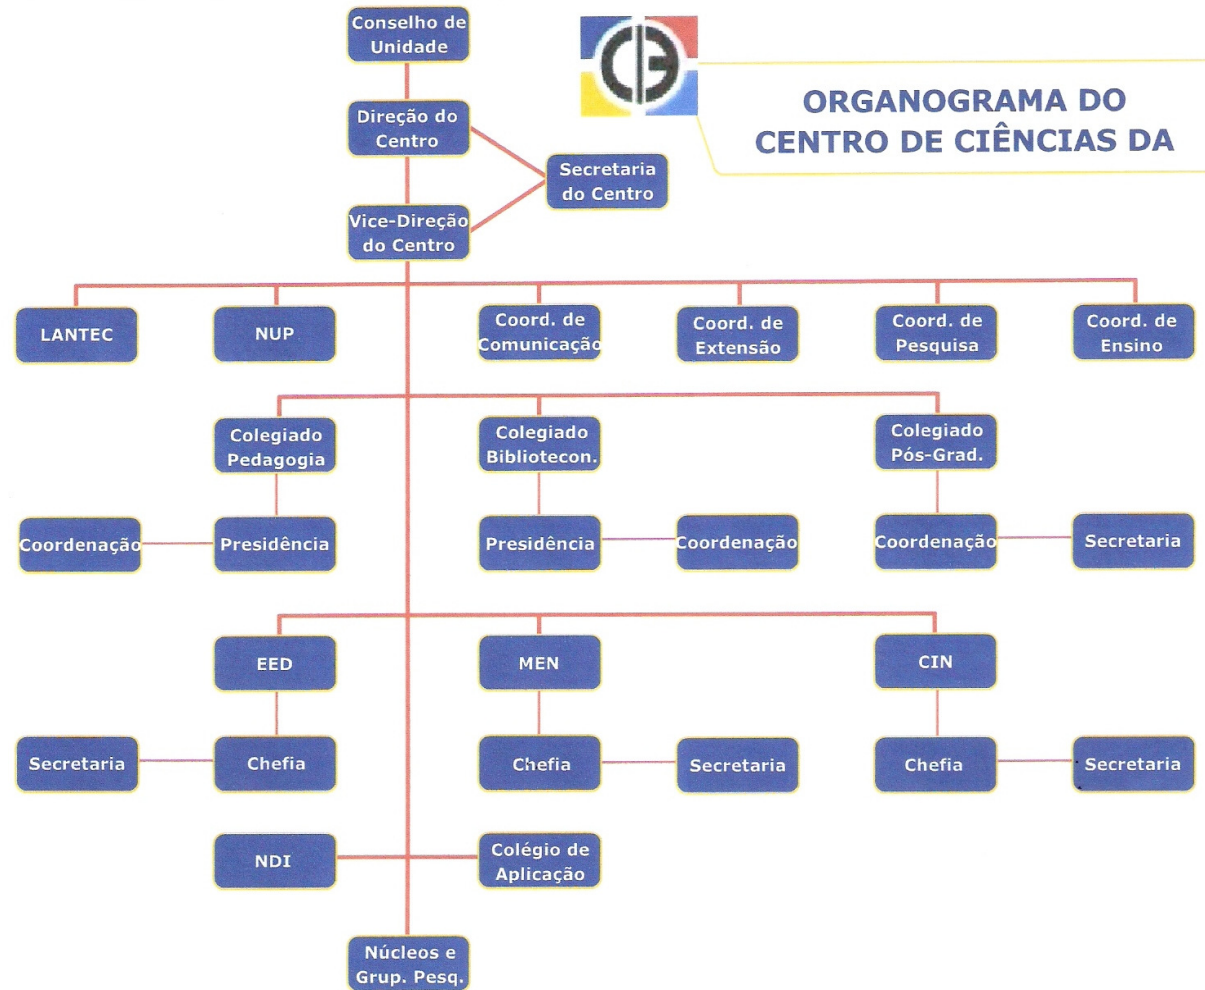 Conselho de
Unidade
ORGANOGRAMA DO
CENTRO DE CIÊNCIAS DA
Direção do
Centro
Secretaria
do Centro
Vice-Direção
do Centro
LANTEC
NUP
Coord. de
Comunicação
Coord. de
Extensão
Coord. de
Pesquisa
Coord. de
Ensino
Colegiado
Pedagogia
Colegiado
Bibliotecon.
Colegiado
Pós-Grad.
Coordenação
Presidência
Presidência
Coordenação
Coordenação
Secretaria
EED
MEN
CIN
Secretaria
Chefia
Chefia
Secretaria
Chefia
Secretaria
NDI
Colégio de
Aplicação
Núcleos e
Grup. Pesq.